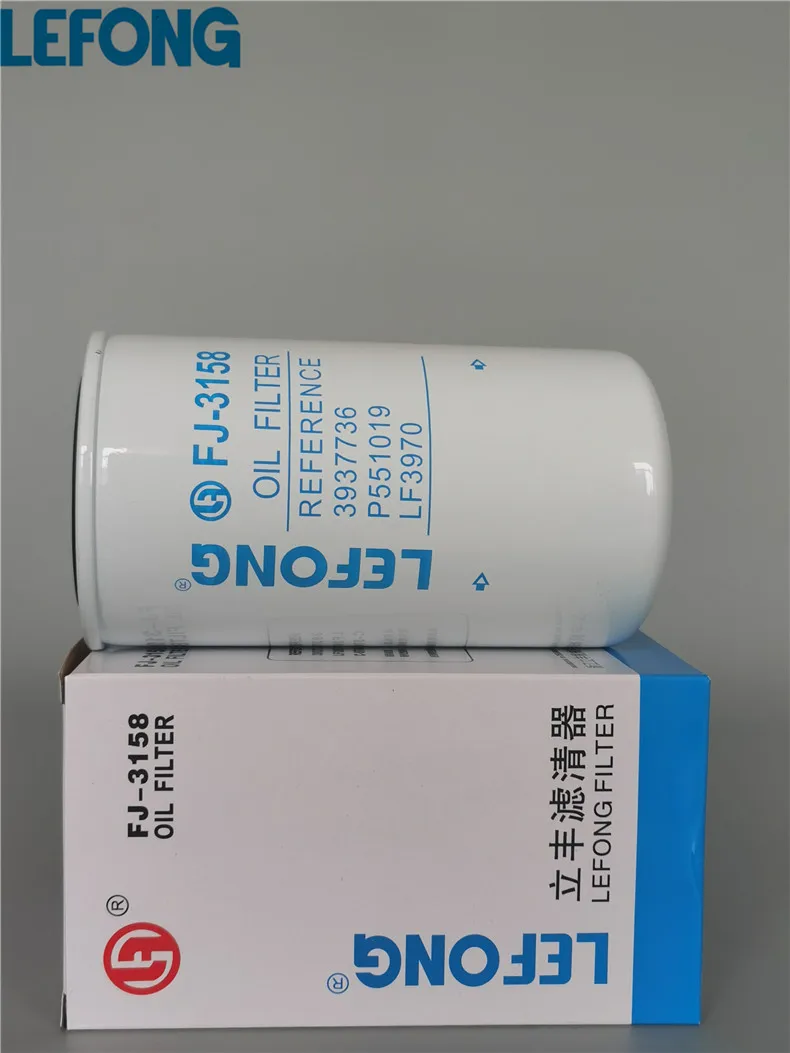 LEFONG
FJ-3158
OIL FILTER
REFERENCE
3937736
P551019
LF3970
LEFONG®
FJ-3158
OIL FILTER
®
立丰滤清器
LEFONG FILTER
LEFONG®